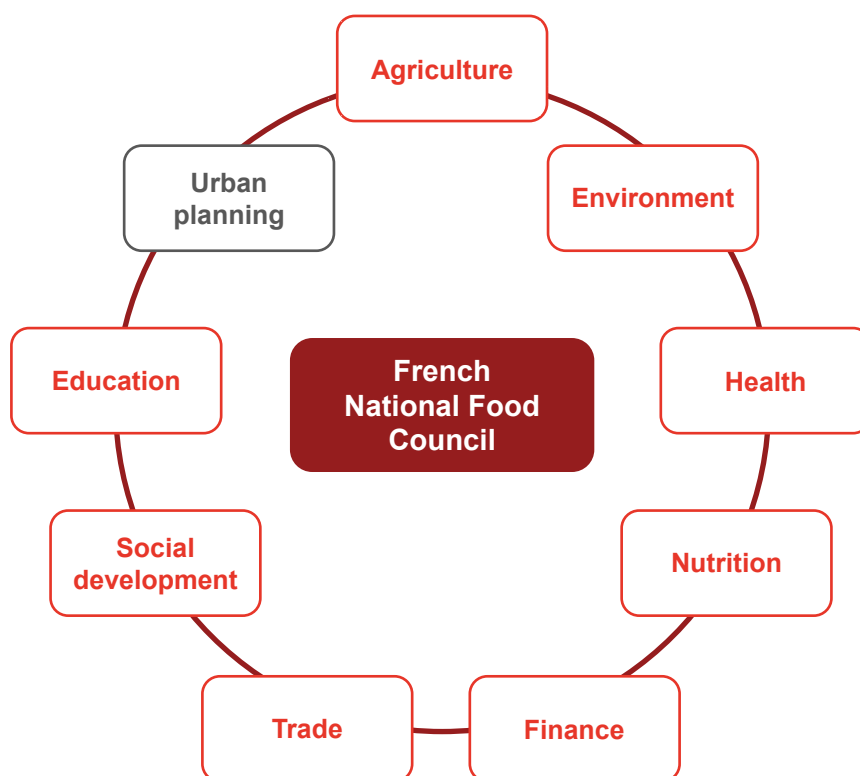 Agriculture
Environment
Health
Nutrition
Finance
Trade
Social
development
Education
Urban
planning
French
National Food
Council